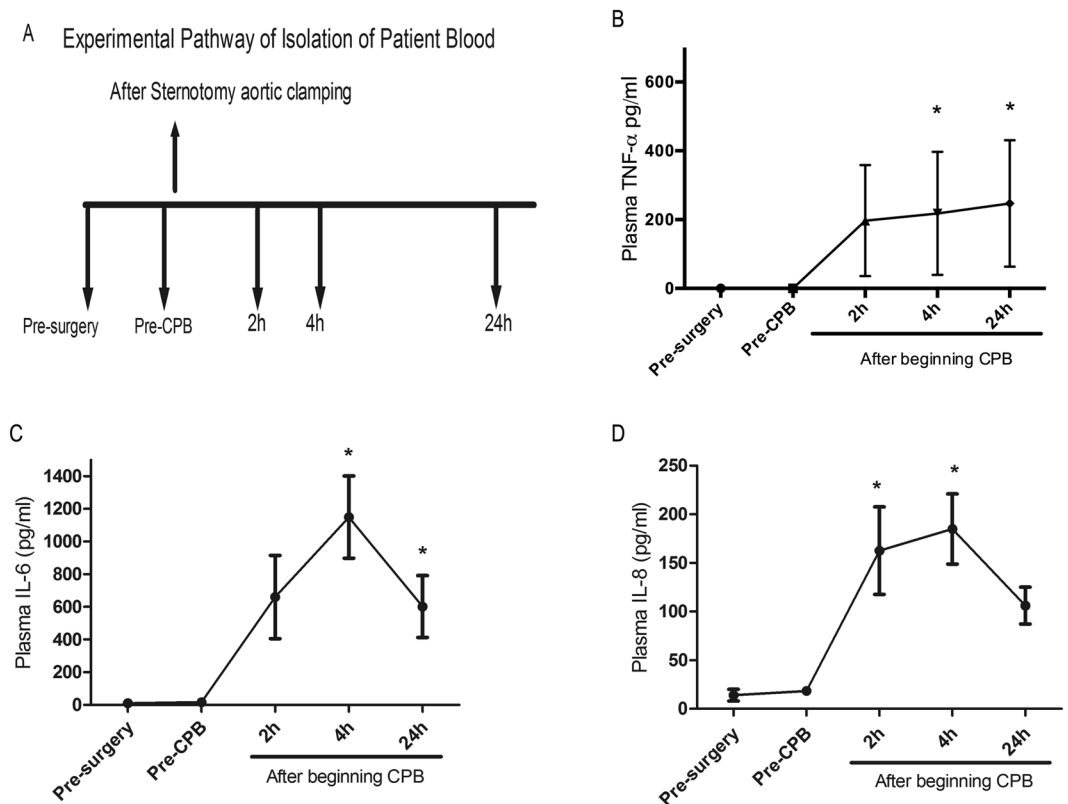 A
Experimental Pathway of Isolation of Patient Blood
After Sternotomy aortic clamping
Pre-surgery
Pre-CPB
2h
4h
24h
B
Plasma TNF-α pg/ml
600
400
200
0
*
*
Pre-surgery
Pre-CPB
2h
4h
24h
After beginning CPB
C
Plasma IL-6 (pg/ml)
1400
1200
1000
800
600
400
200
0
*
*
Pre-surgery
Pre-CPB
2h
4h
24h
After beginning CPB
D
Plasma IL-8 (pg/ml)
250
200
150
100
50
0
*
*
Pre-surgery
Pre-CPB
2h
4h
24h
After beginning CPB